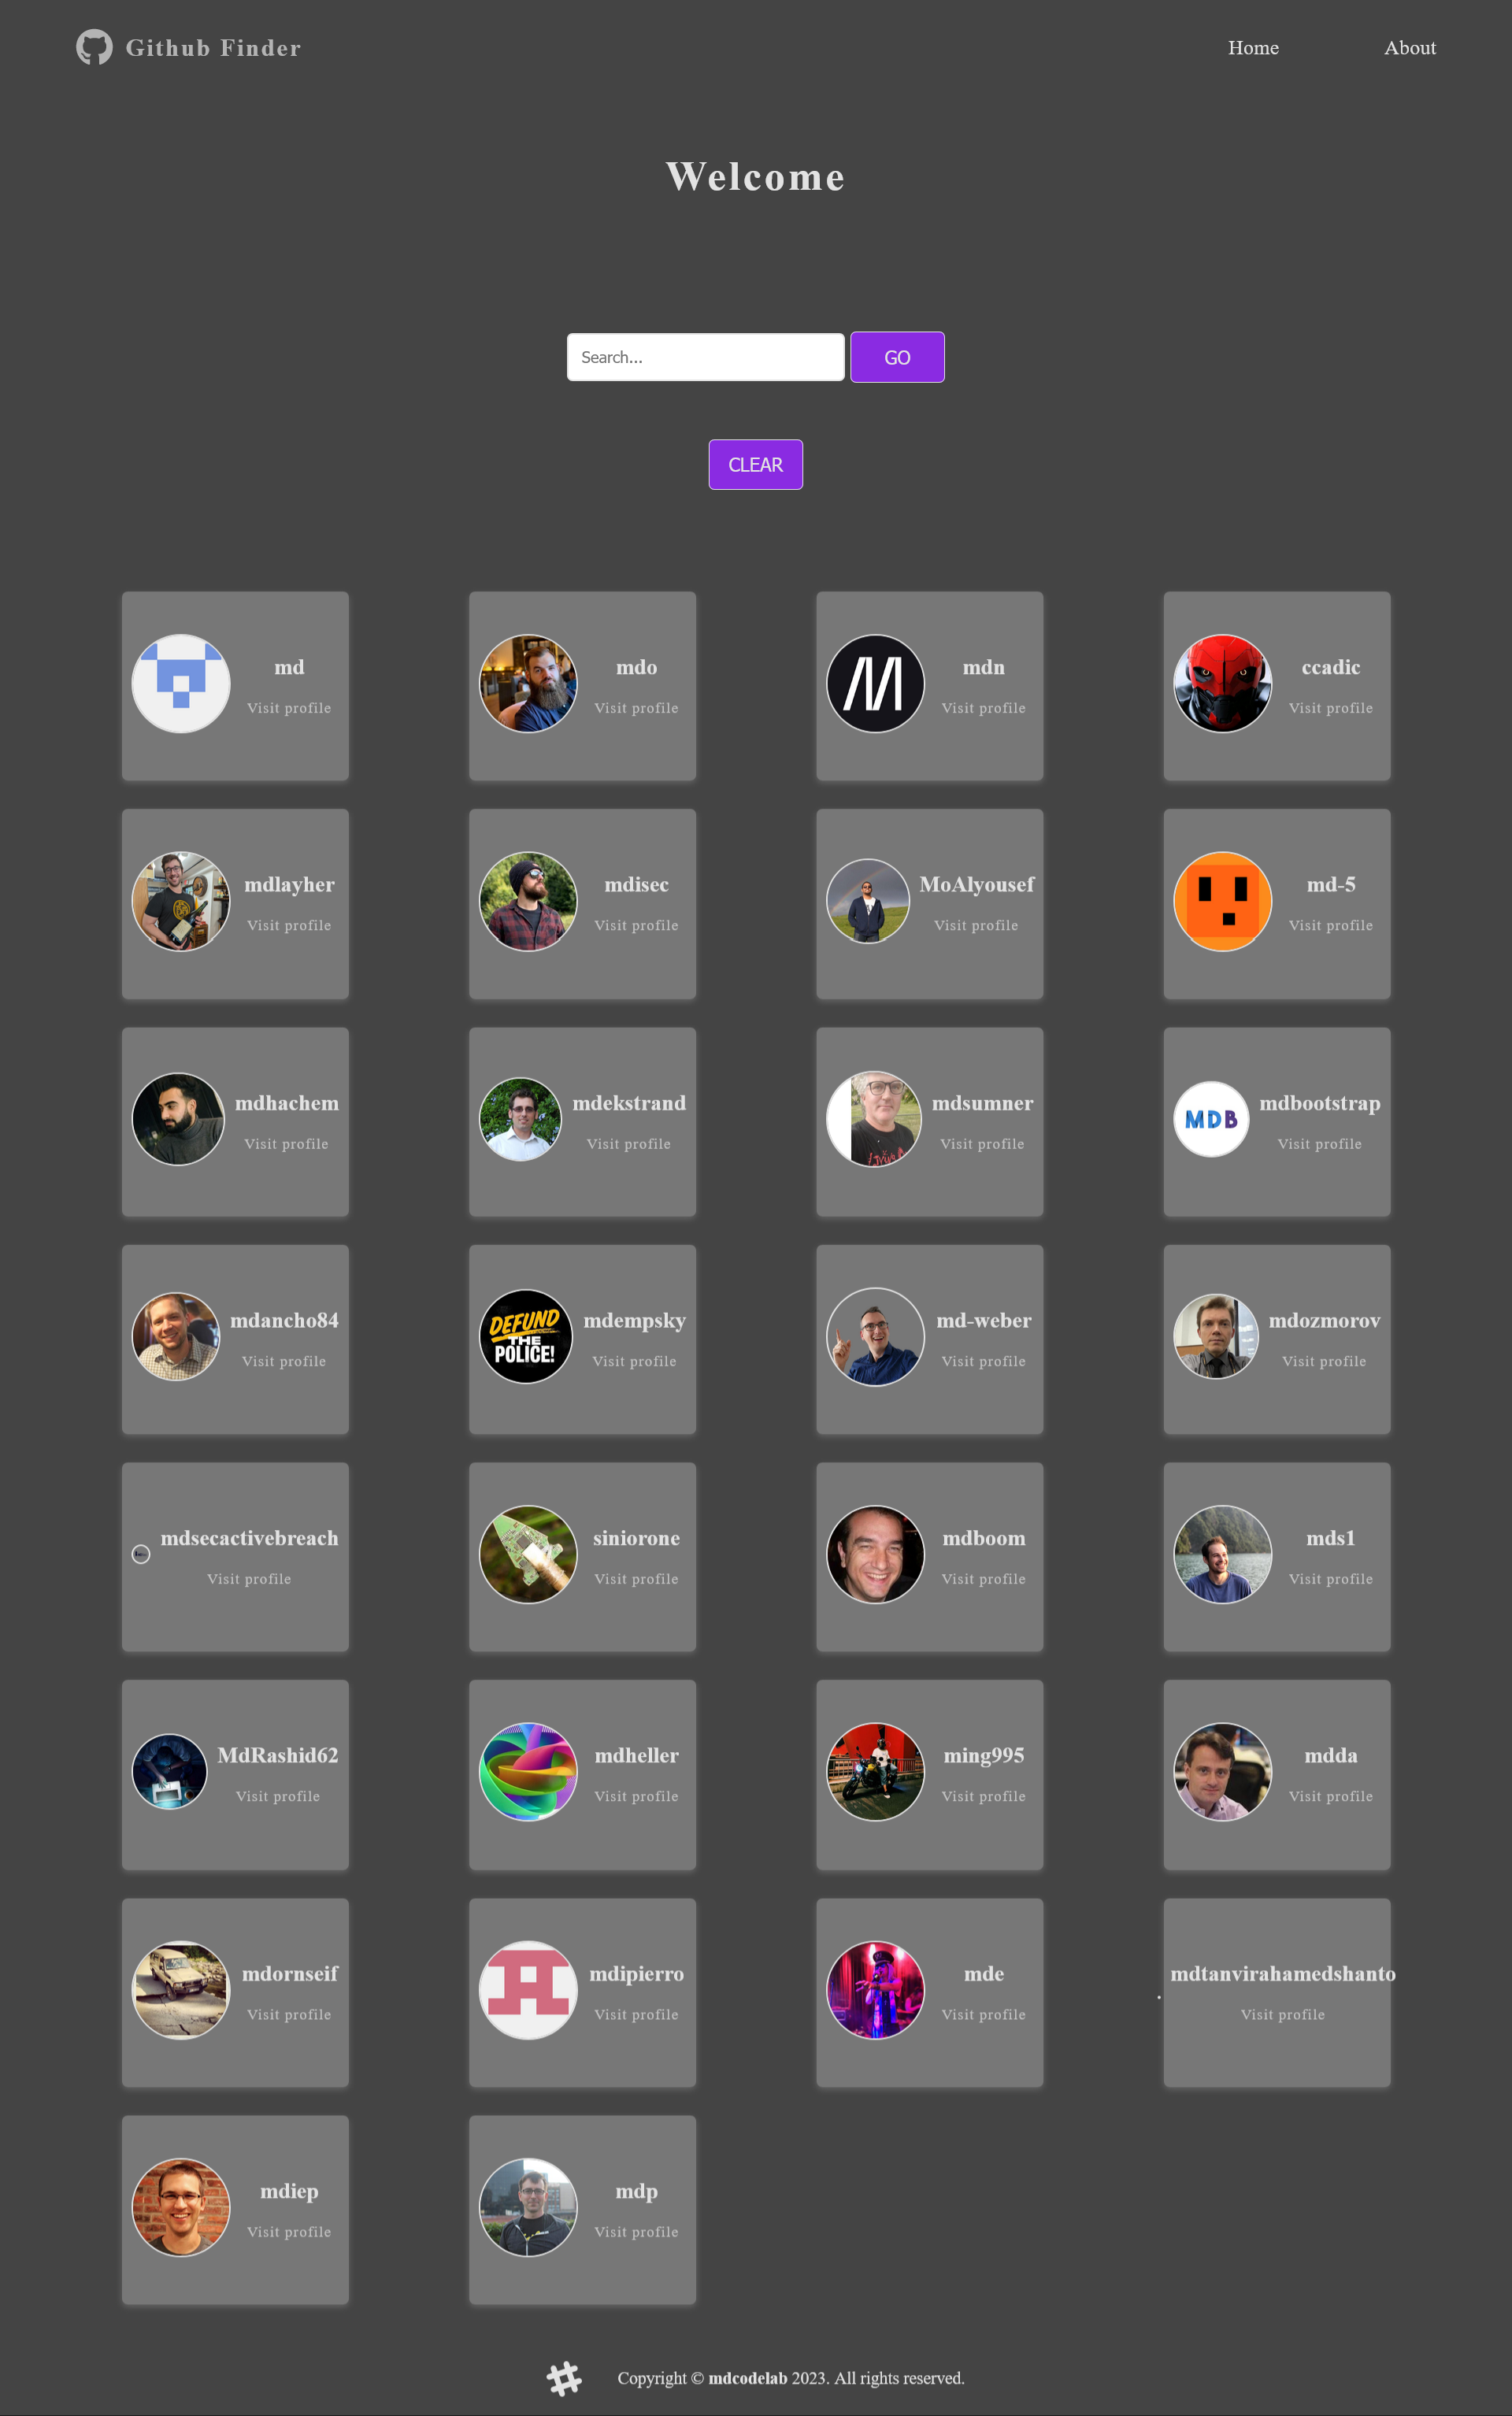 Github Finder
Home
About
Welcome
Search...
GO
CLEAR
md
Visit profile
mdo
Visit profile
mdn
Visit profile
ccadic
Visit profile
mdlayher
Visit profile
mdisec
Visit profile
MoAlyousef
Visit profile
md-5
Visit profile
mdhachem
Visit profile
mdekstrand
Visit profile
mdsumner
Visit profile
MDB
mdbootstrap
Visit profile
mdancho84
Visit profile
DEFUND
THE
POLICE!
mdempsky
Visit profile
md-weber
Visit profile
mdozmorov
Visit profile
mdsecactivebreach
Visit profile
siniorone
Visit profile
mdboom
Visit profile
mds1
Visit profile
MdRashid62
Visit profile
mdheller
Visit profile
ming995
Visit profile
mdda
Visit profile
mdornseif
Visit profile
mdipierro
Visit profile
mde
Visit profile
mdtanvirahamedshanto
Visit profile
mdiep
Visit profile
mdp
Visit profile
Copyright © mdcodelab 2023. All rights reserved.